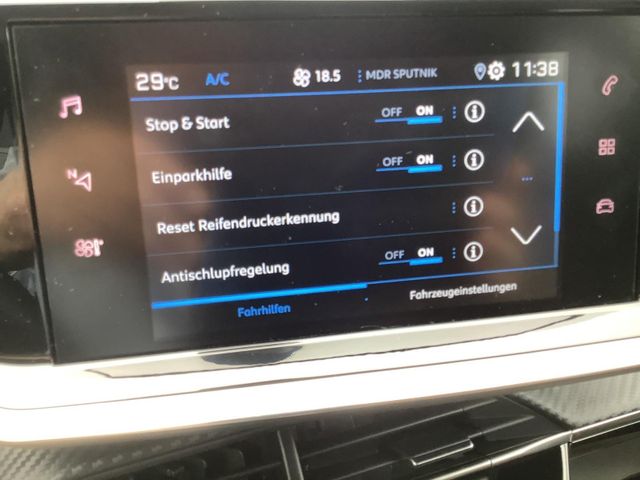 29°C A/C 18.5 MDR SPUTNIK 11:38
Stop & Start OFF ON
Einparkhilfe OFF ON
Reset Reifendruckerkennung
Antischlupfregelung OFF ON
Fahrhilfen Fahrzeugeinstellungen
N